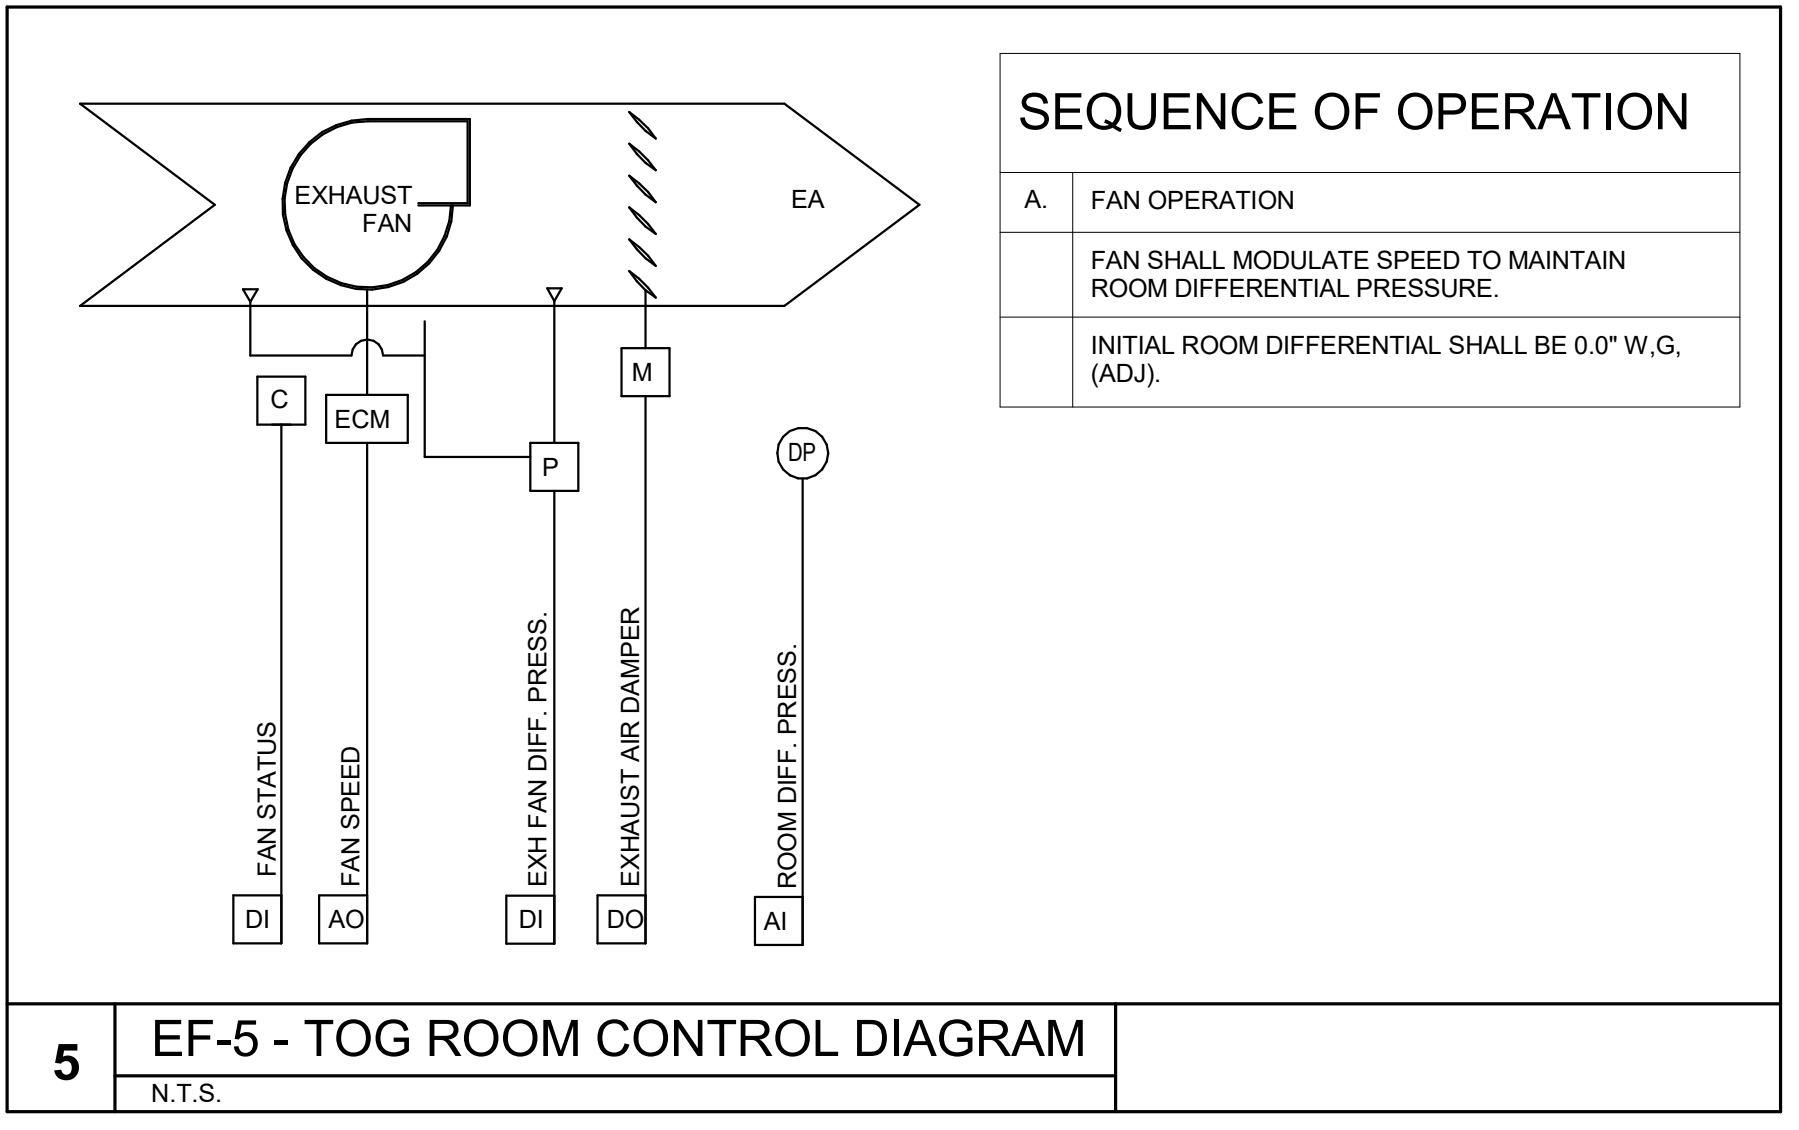 SEQUENCE OF OPERATION
A. FAN OPERATION
FAN SHALL MODULATE SPEED TO MAINTAIN
ROOM DIFFERENTIAL PRESSURE.
INITIAL ROOM DIFFERENTIAL SHALL BE 0.0" W,G,
(ADJ).
EXHAUST
FAN
EA
C
ECM
P
M
DP
FAN STATUS
FAN SPEED
EXH FAN DIFF. PRESS.
EXHAUST AIR DAMPER
ROOM DIFF. PRESS.
DI
AO
DI
DO
AI
5
EF-5 - TOG ROOM CONTROL DIAGRAM
N.T.S.